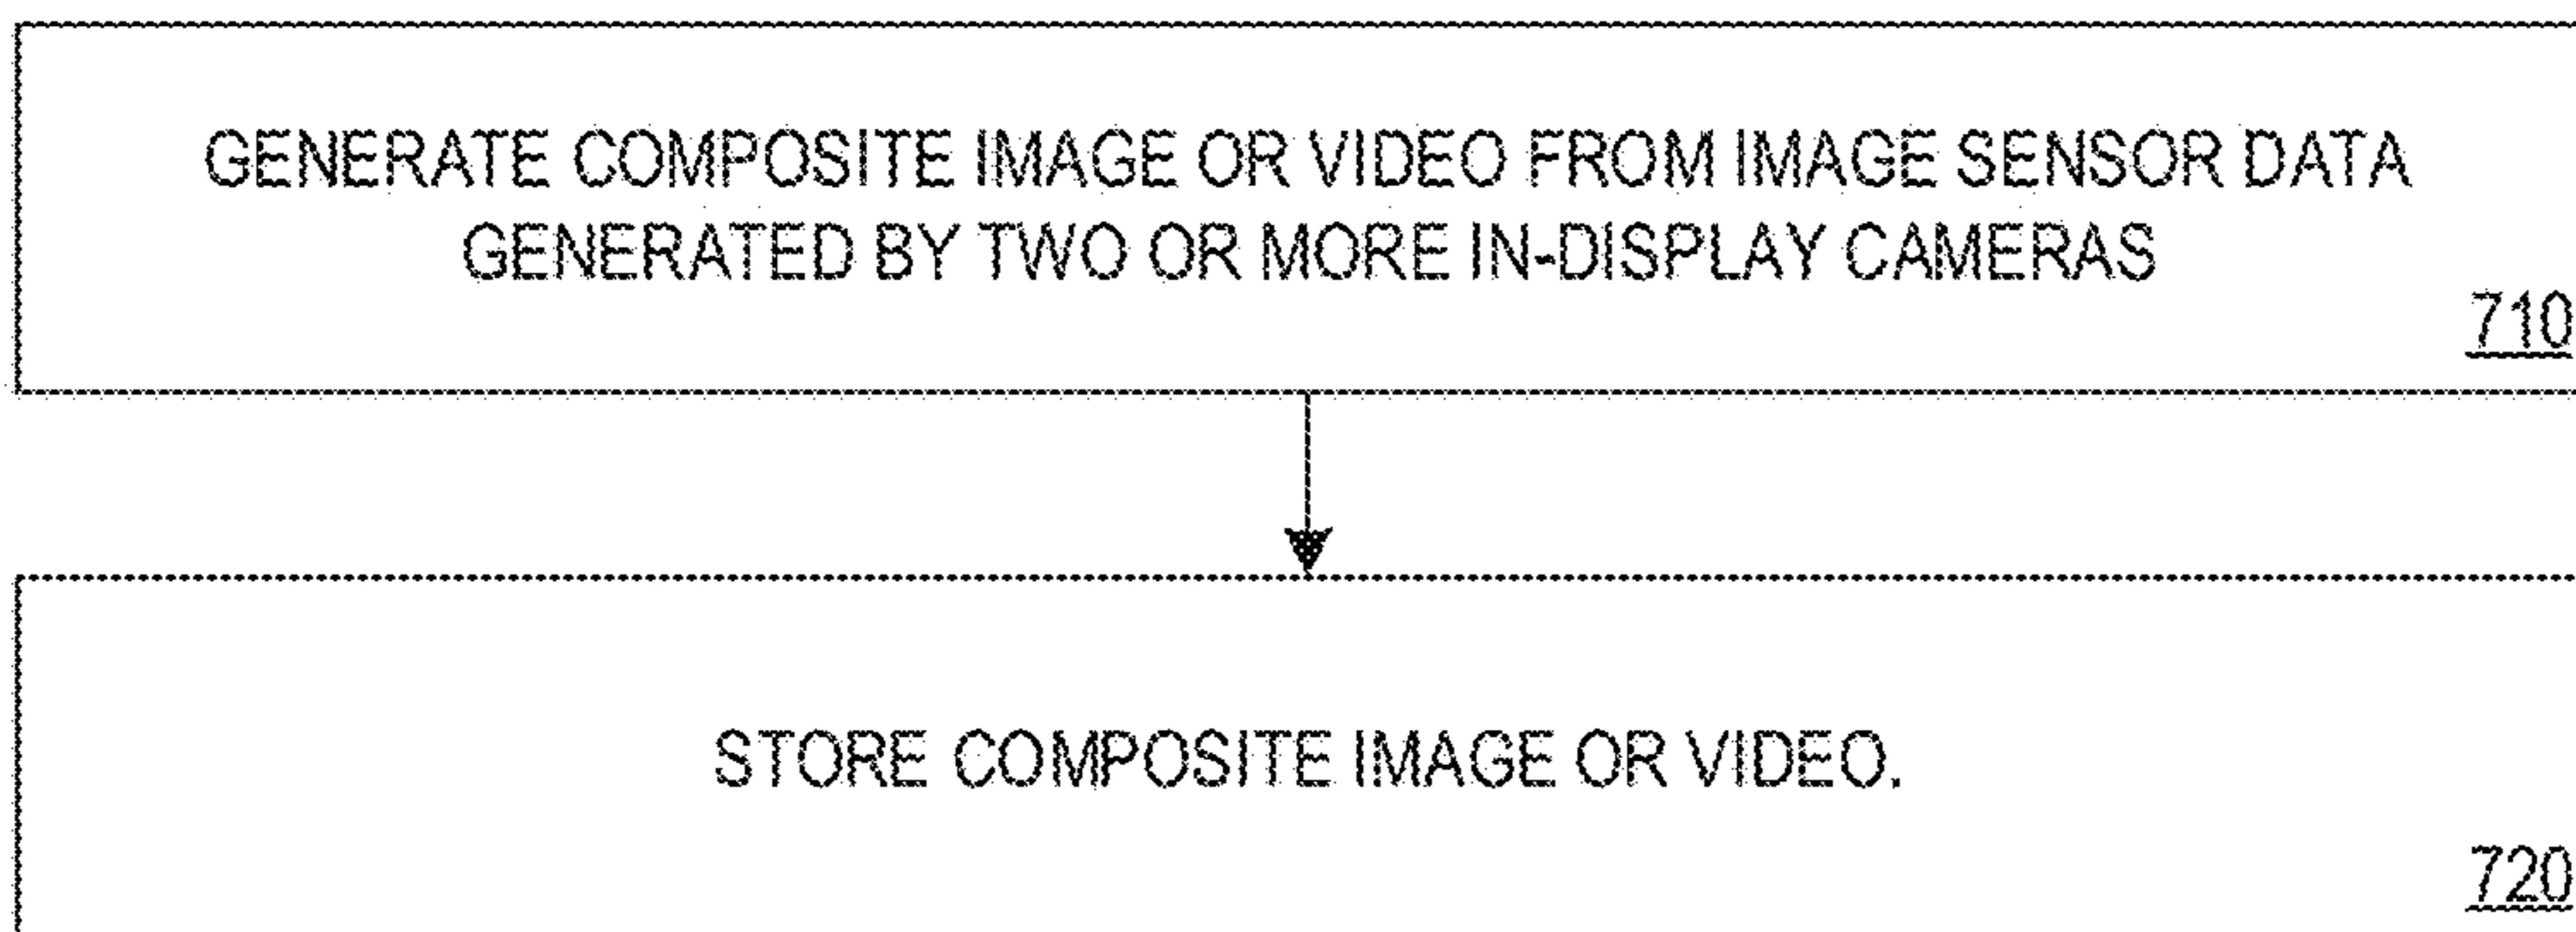 GENERATE COMPOSITE IMAGE OR VIDEO FROM IMAGE SENSOR DATA
GENERATED BY TWO OR MORE IN-DISPLAY CAMERAS
710
STORE COMPOSITE IMAGE OR VIDEO.
720